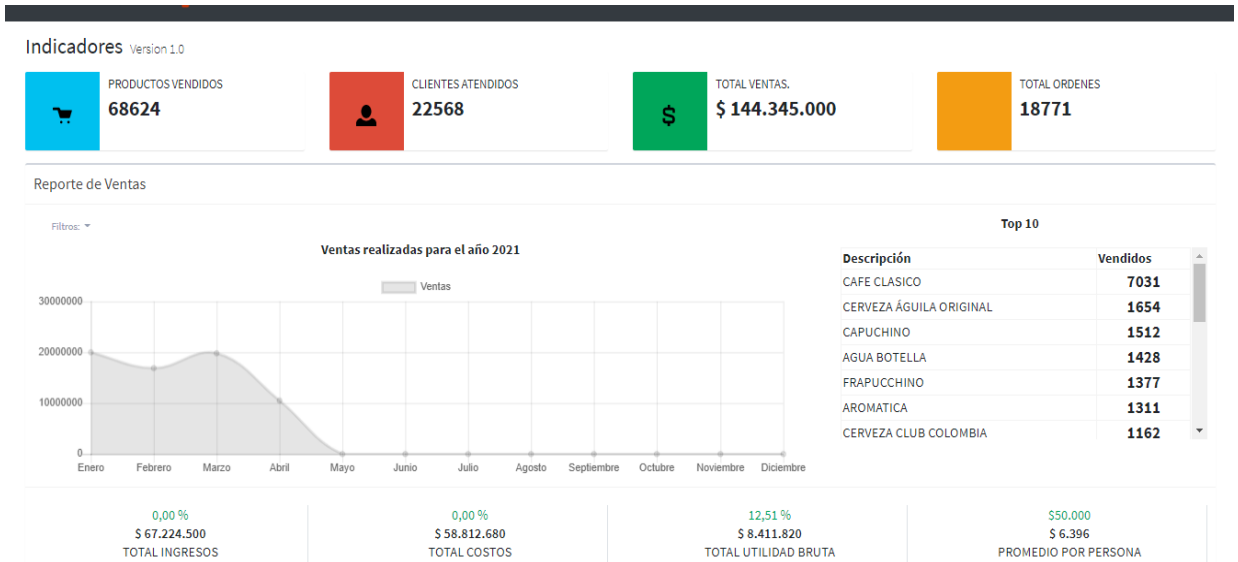 Indicadores Version 1.0
PRODUCTOS VENDIDOS
68624
CLIENTES ATENDIDOS
22568
TOTAL VENTAS.
$ 144.345.000
TOTAL ORDENES
18771
Reporte de Ventas
Filtros:
Ventas realizadas para el año 2021
Ventas
30000000
20000000
10000000
0
Enero Febrero Marzo Abril Mayo Junio Julio Agosto Septiembre Octubre Noviembre Diciembre
Top 10
Descripción Vendidos
CAFE CLASICO 7031
CERVEZA ÁGUILA ORIGINAL 1654
CAPUCHINO 1512
AGUA BOTELLA 1428
FRAPUCCHINO 1377
AROMATICA 1311
CERVEZA CLUB COLOMBIA 1162
0,00 %
$ 67.224.500
TOTAL INGRESOS
0,00 %
$ 58.812.680
TOTAL COSTOS
12,51 %
$ 8.411.820
TOTAL UTILIDAD BRUTA
$50.000
$ 6.396
PROMEDIO POR PERSONA